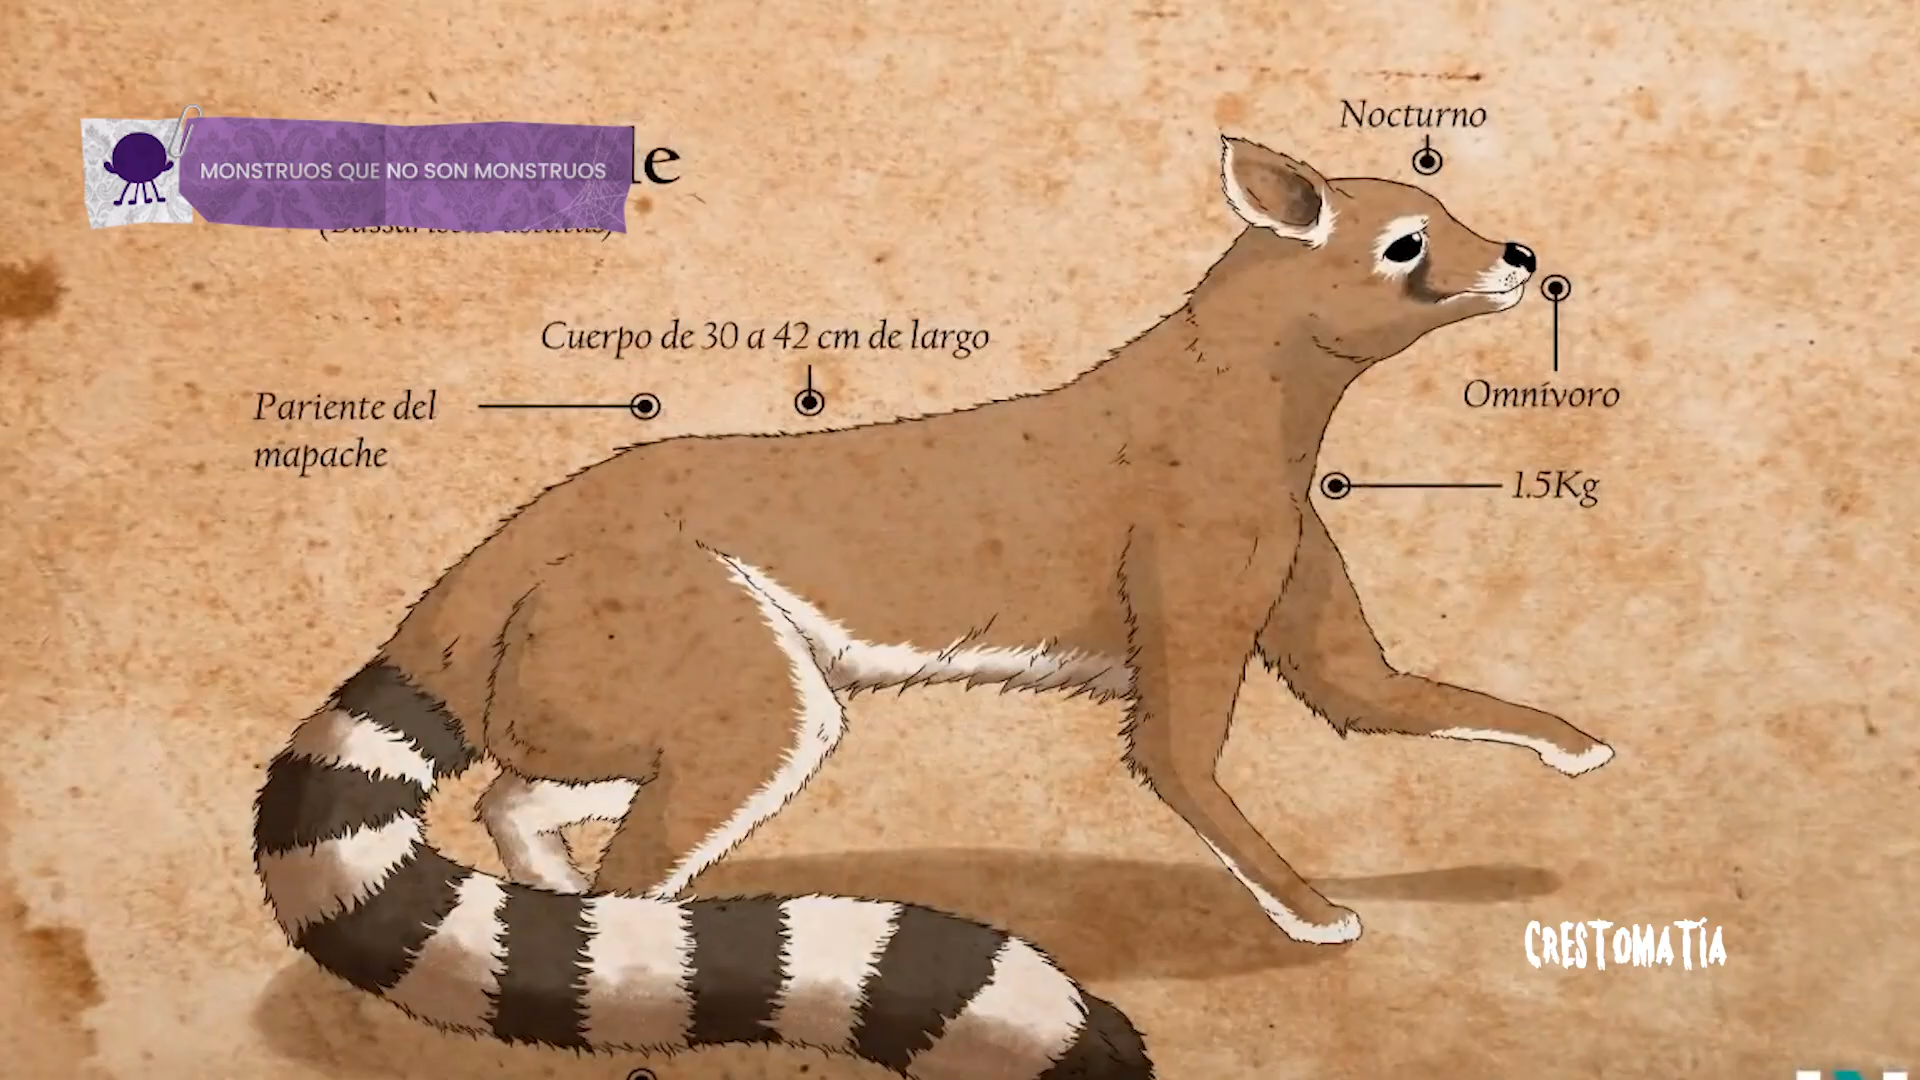 MONSTRUOS QUE NO SON MONSTRUOS
Nocturno
Cuerpo de 30 a 42 cm de largo
Pariente del
mapache
Omnívoro
1.5Kg
CRESTOMATÍA